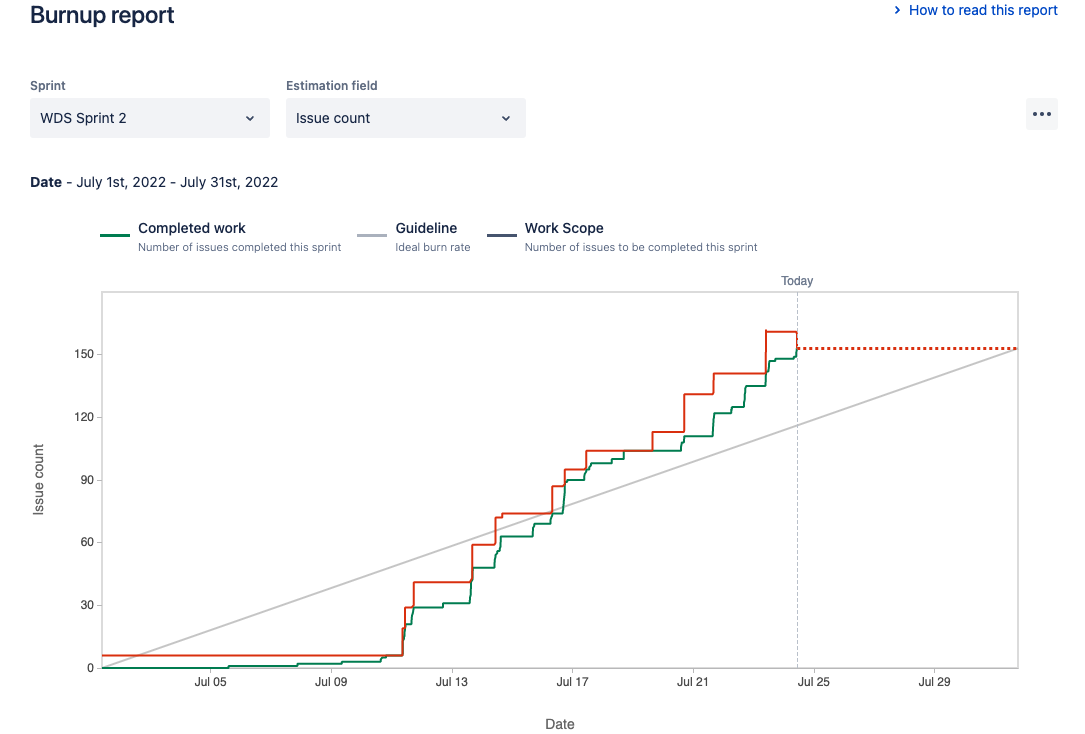 Burnup report
How to read this report
Sprint
Estimation field
WDS Sprint 2
Issue count
Date - July 1st, 2022 - July 31st, 2022
Completed work
Number of issues completed this sprint
Guideline
Ideal burn rate
Work Scope
Number of issues to be completed this sprint
Today
150
120
90
60
30
0
Issue count
Jul 05
Jul 09
Jul 13
Jul 17
Jul 21
Jul 25
Jul 29
Date